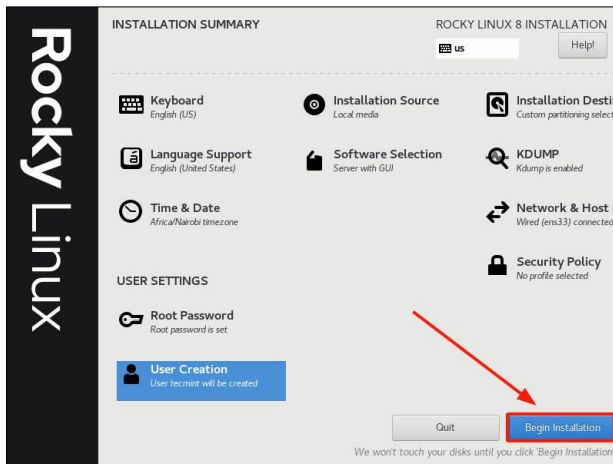 Rocky Linux
INSTALLATION SUMMARY
ROCKY LINUX 8 INSTALLATION
us
Help!
Keyboard
English (US)
Installation Source
Local media
Installation Desti
Custom partitioning selec
Language Support
English (United States)
Software Selection
Server with GUI
KDUMP
Kdump is enabled
Time & Date
Africa/Nairobi timezone
Network & Host
Wired (ens33) connected
Security Policy
No profile selected
USER SETTINGS
Root Password
Root password is set
User Creation
User tecmint will be created
Quit
Begin Installation
We won't touch your disks until you click 'Begin Installation